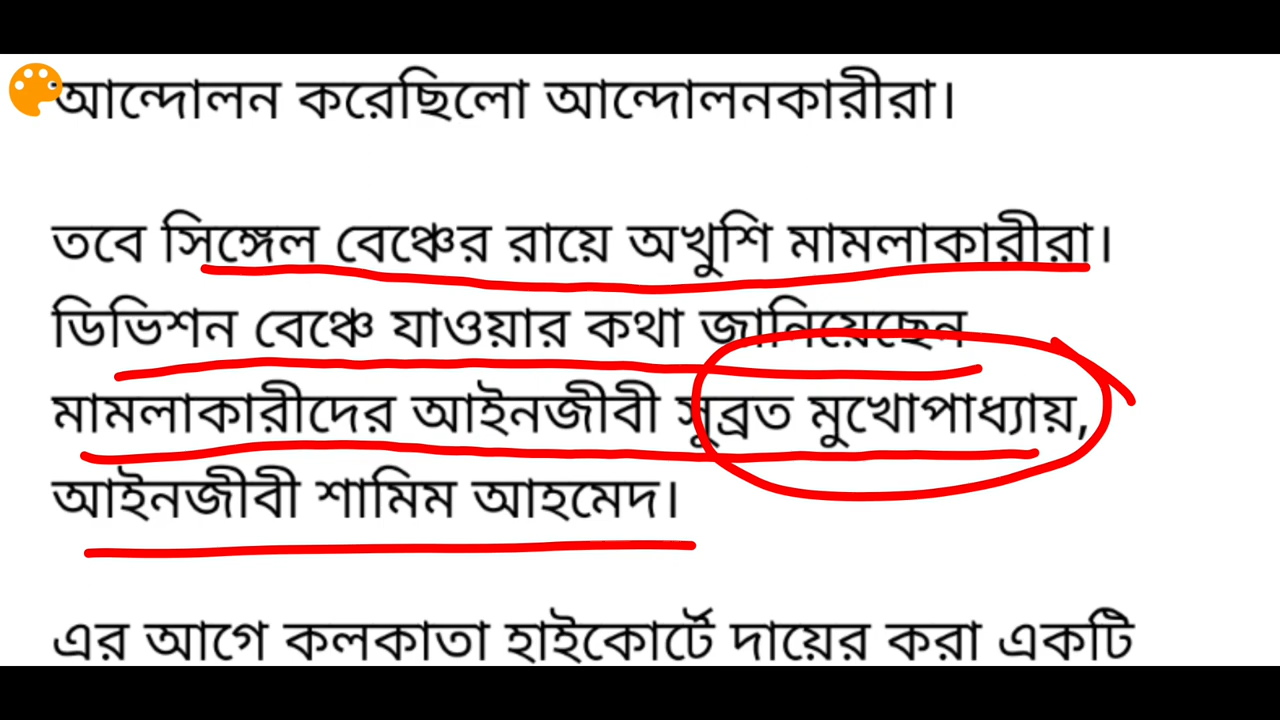 আন্দোলন করেছিলো আন্দোলনকারীরা।
তবে সিঙ্গেল বেঞ্চের রায়ে অখুশি মামলাকারীরা।
ডিভিশন বেঞ্চে যাওয়ার কথা জানিয়েছেন
মামলাকারীদের আইনজীবী সুব্রত মুখোপাধ্যায়,
আইনজীবী শামিম আহমেদ।
এর আগে কলকাতা হাইকোর্টে দায়ের করা একটি